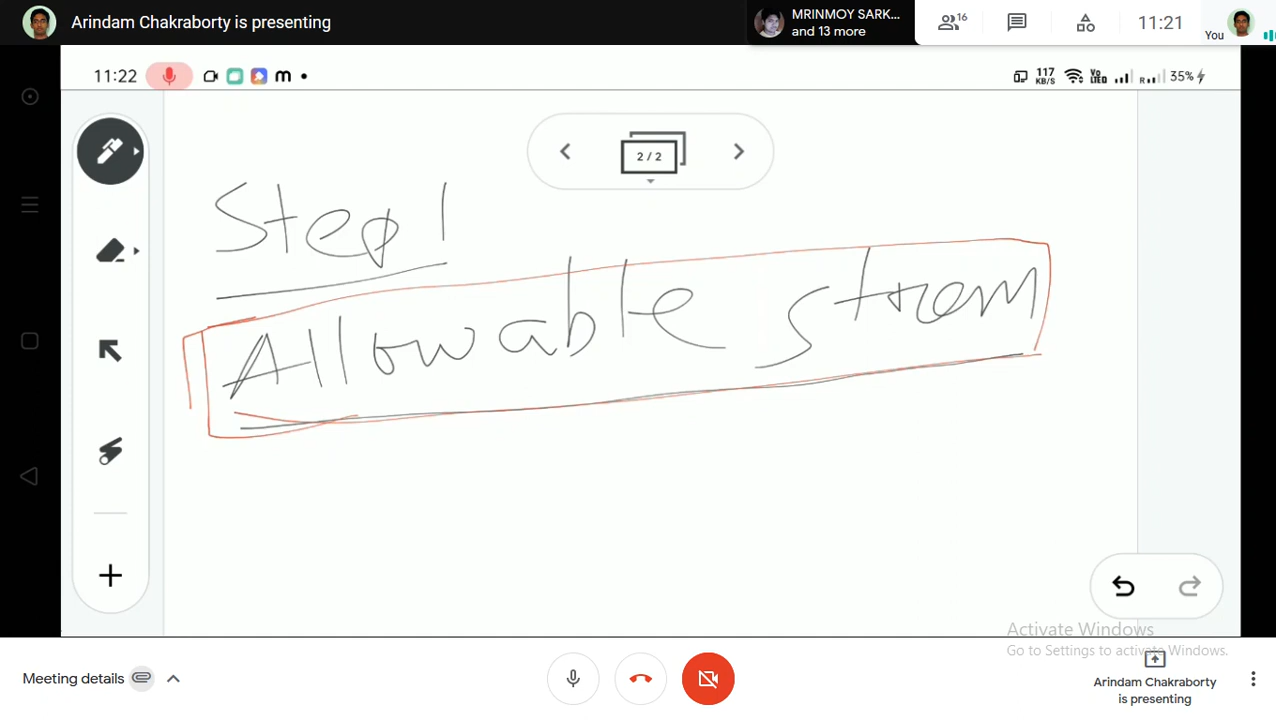 Arindam Chakraborty is presenting
MRINMOY SARK...
and 13 more
16
11:21
You
11:22
m
117
KB/S
Vo
LTE
R
35%
2 / 2
Step 1
Allowable stress
Activate Windows
Go to Settings to activate Windows.
Meeting details
Arindam Chakraborty
is presenting